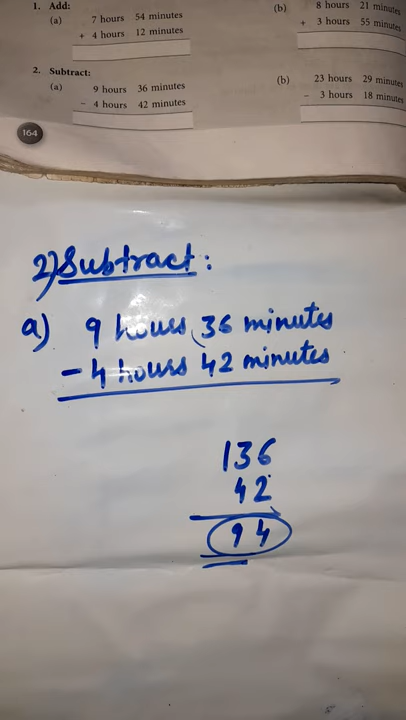 1. Add:
(a) 7 hours 54 minutes
+ 4 hours 12 minutes
(b) 8 hours 21 minutes
+ 3 hours 55 minutes
2. Subtract:
(a) 9 hours 36 minutes
− 4 hours 42 minutes
(b) 23 hours 29 minutes
− 3 hours 18 minutes
164
2) Subtract:
a) 9 hours 36 minutes
− 4 hours 42 minutes
136
42
94